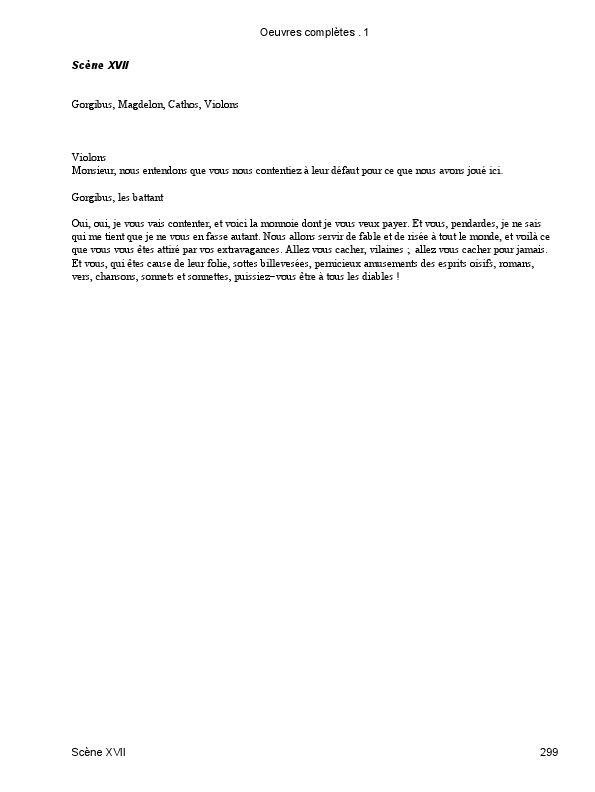 Oeuvres complètes . 1
Scène XVII
Gorgibus, Magdelon, Cathos, Violons
Violons
Monsieur, nous entendons que vous nous contentiez à leur défaut pour ce que nous avons joué ici.
Gorgibus, les battant
Oui, oui, je vous vais contenter, et voici la monnoie dont je vous veux payer. Et vous, pendardes, je ne sais
qui me tient que je ne vous en fasse autant. Nous allons servir de fable et de risée à tout le monde, et voilà ce
que vous vous êtes attiré par vos extravagances. Allez vous cacher, vilaines ; allez vous cacher pour jamais.
Et vous, qui êtes cause de leur folie, sottes billevesées, pernicieux amusements des esprits oisifs, romans,
vers, chansons, sonnets et sonnettes, puissiez−vous être à tous les diables !
Scène XVII 299